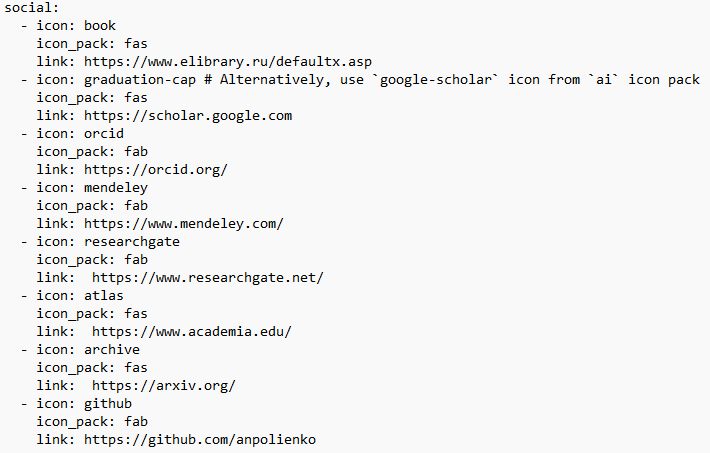 social:
  - icon: book
    icon_pack: fas
    link: https://www.elibrary.ru/defaultx.asp
  - icon: graduation-cap # Alternatively, use `google-scholar` icon from `ai` icon pack
    icon_pack: fas
    link: https://scholar.google.com
  - icon: orcid
    icon_pack: fab
    link: https://orcid.org/
  - icon: mendeley
    icon_pack: fab
    link: https://www.mendeley.com/
  - icon: researchgate
    icon_pack: fab
    link:  https://www.researchgate.net/
  - icon: atlas
    icon_pack: fas
    link:  https://www.academia.edu/
  - icon: archive
    icon_pack: fas
    link:  https://arxiv.org/
  - icon: github
    icon_pack: fab
    link: https://github.com/anpolienko